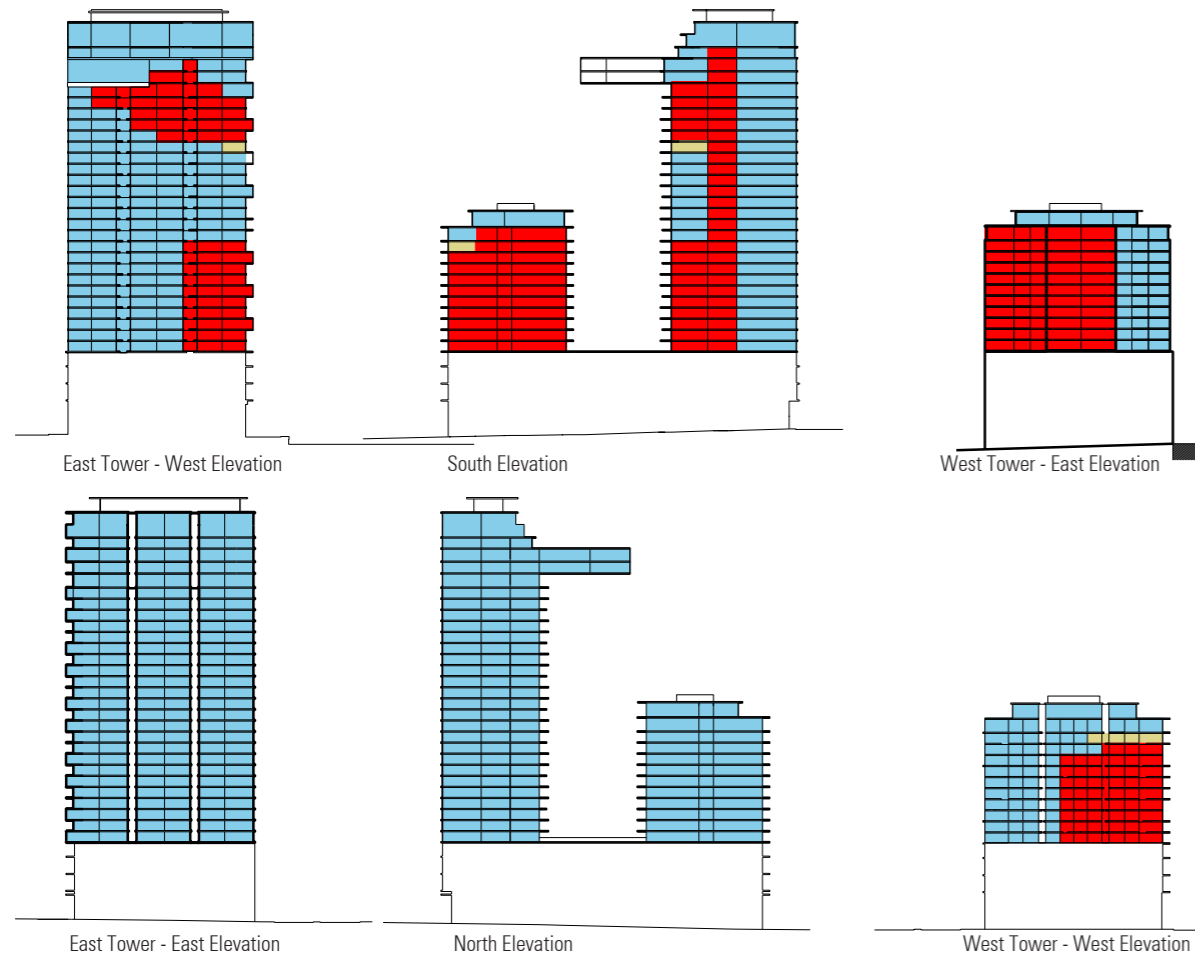 East Tower - West Elevation
South Elevation
West Tower - East Elevation
East Tower - East Elevation
North Elevation
West Tower - West Elevation